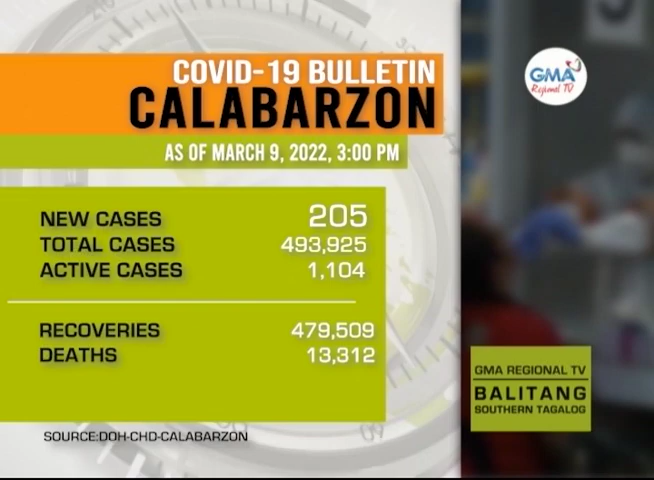 COVID-19 BULLETIN
CALABARZON
AS OF MARCH 9, 2022, 3:00 PM
NEW CASES 205
TOTAL CASES 493,925
ACTIVE CASES 1,104
RECOVERIES 479,509
DEATHS 13,312
SOURCE:DOH-CHD-CALABARZON
GMA
Regional TV
GMA REGIONAL TV
BALITANG
SOUTHERN TAGALOG